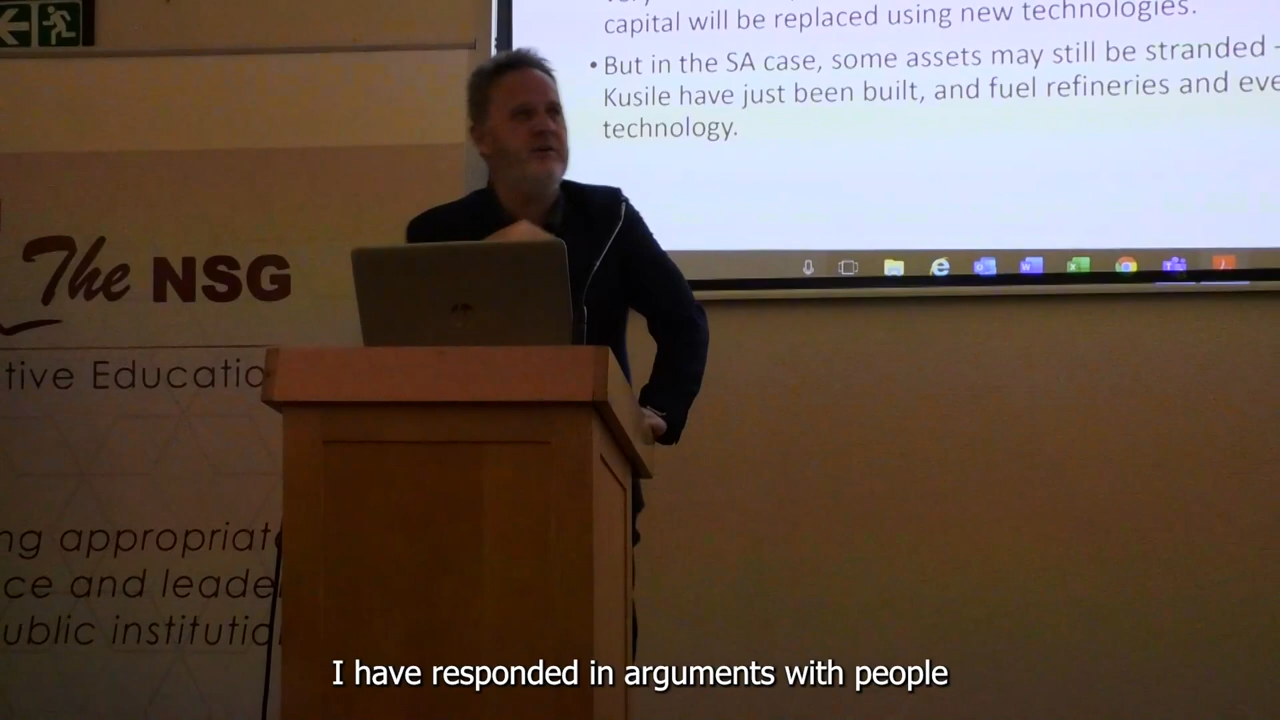 capital will be replaced using new technologies.
• But in the SA case, some assets may still be stranded -
Kusile have just been built, and fuel refineries and eve
technology.
The NSG
tive Educatio
ng appropriat
ce and leade
ublic institutio
I have responded in arguments with people